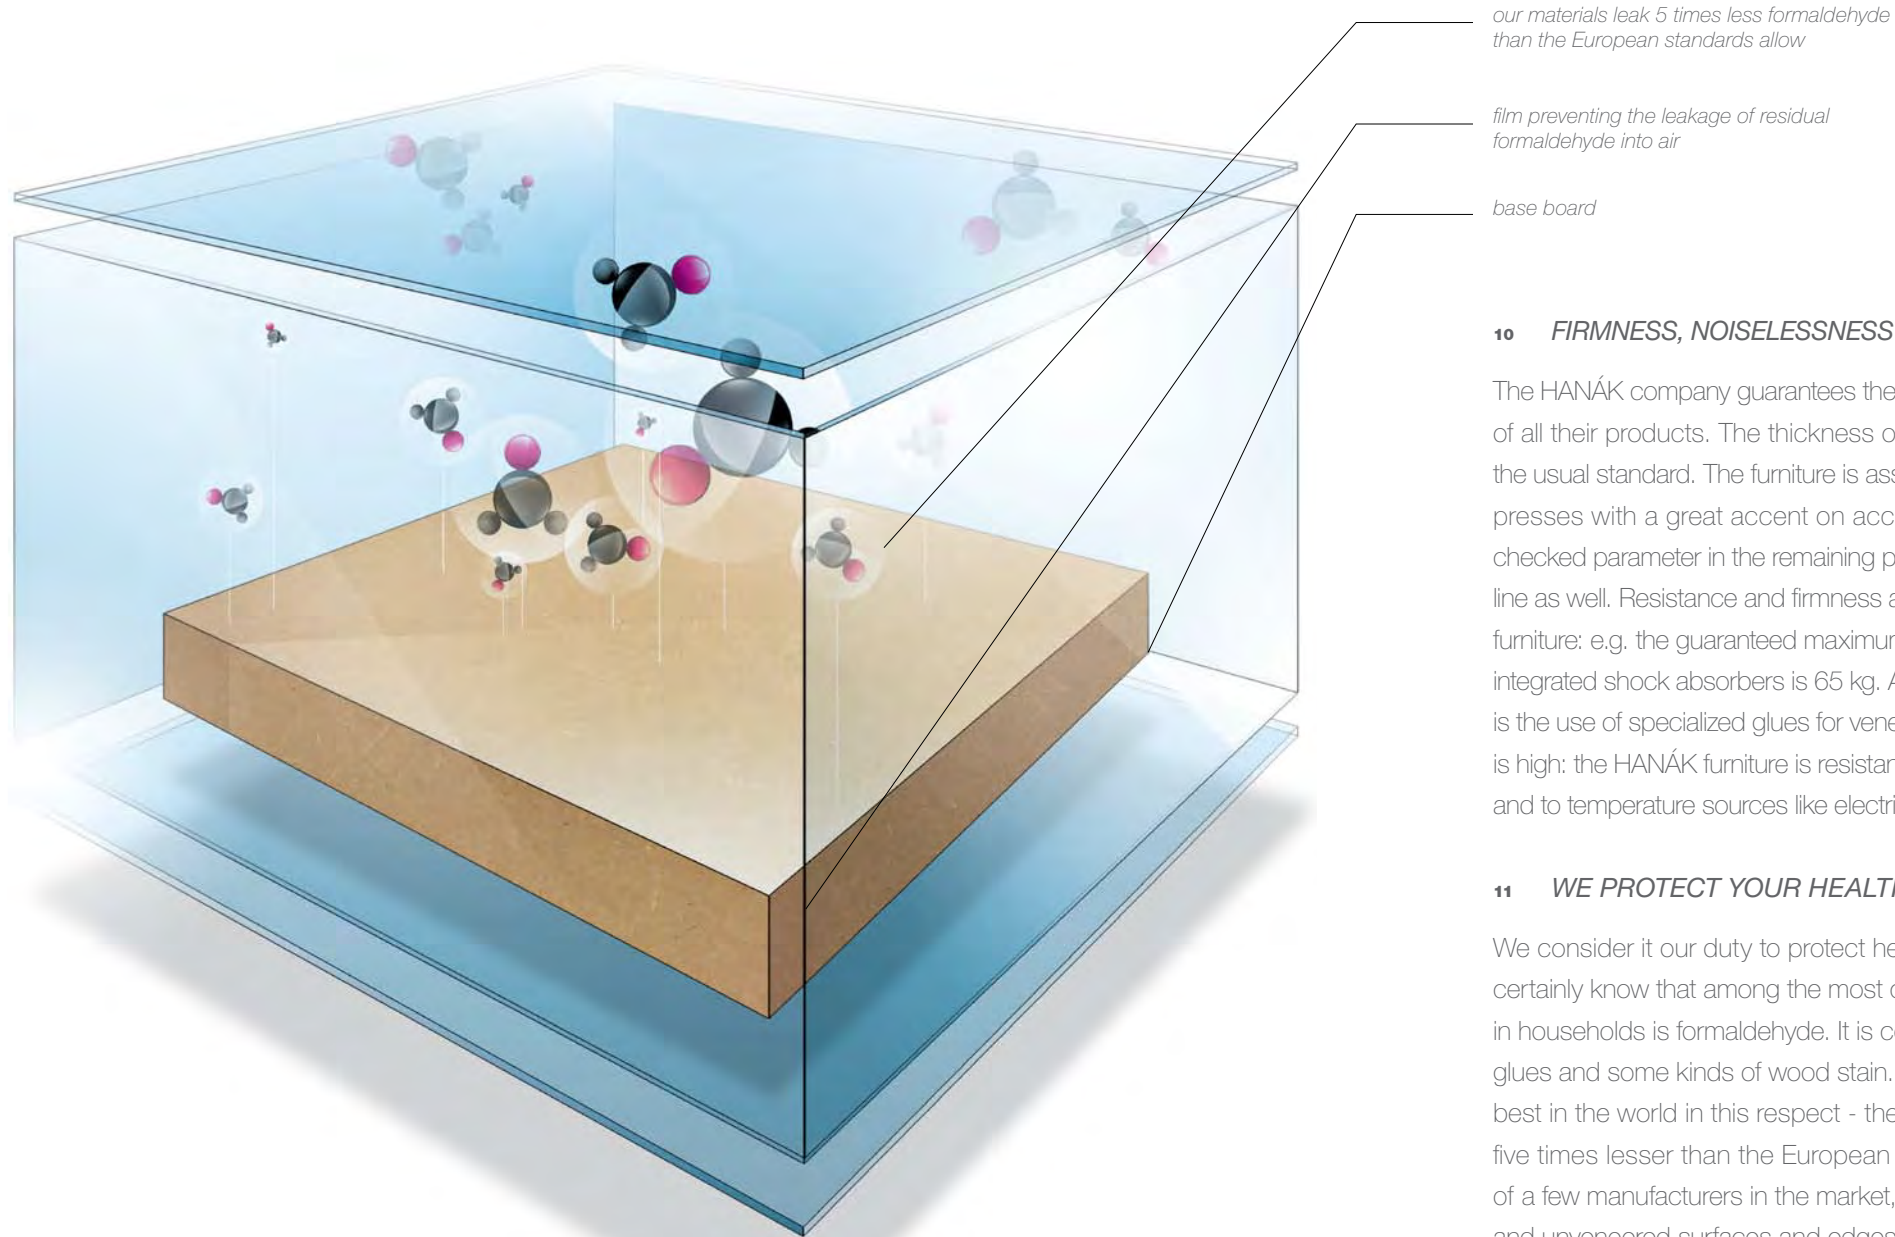 our materials leak 5 times less formaldehyde
than the European standards allow
film preventing the leakage of residual
formaldehyde into air
base board
10 FIRMNESS, NOISELESSNESS
The HANÁK company guarantees the
of all their products. The thickness o
the usual standard. The furniture is ass
presses with a great accent on acc
checked parameter in the remaining p
line as well. Resistance and firmness a
furniture: e.g. the guaranteed maximu
integrated shock absorbers is 65 kg. A
is the use of specialized glues for vene
is high: the HANÁK furniture is resistan
and to temperature sources like electri
11 WE PROTECT YOUR HEALT
We consider it our duty to protect he
certainly know that among the most d
in households is formaldehyde. It is c
glues and some kinds of wood stain.
best in the world in this respect - the
five times lesser than the European
of a few manufacturers in the market,
and unveneered surfaces and edges